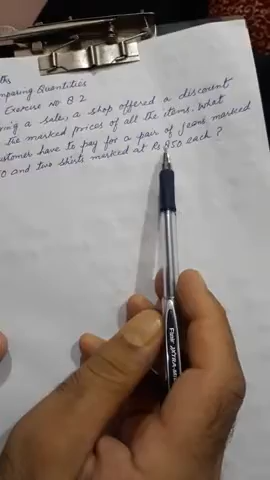 ths
mparing Quantities
Exercise No 8.2
ring a sale, a shop offered a discount
the marked prices of all the items. What
ustomer have to pay for a pair of jeans marked
0 and two shirts marked at Rs 850 each?
Flair